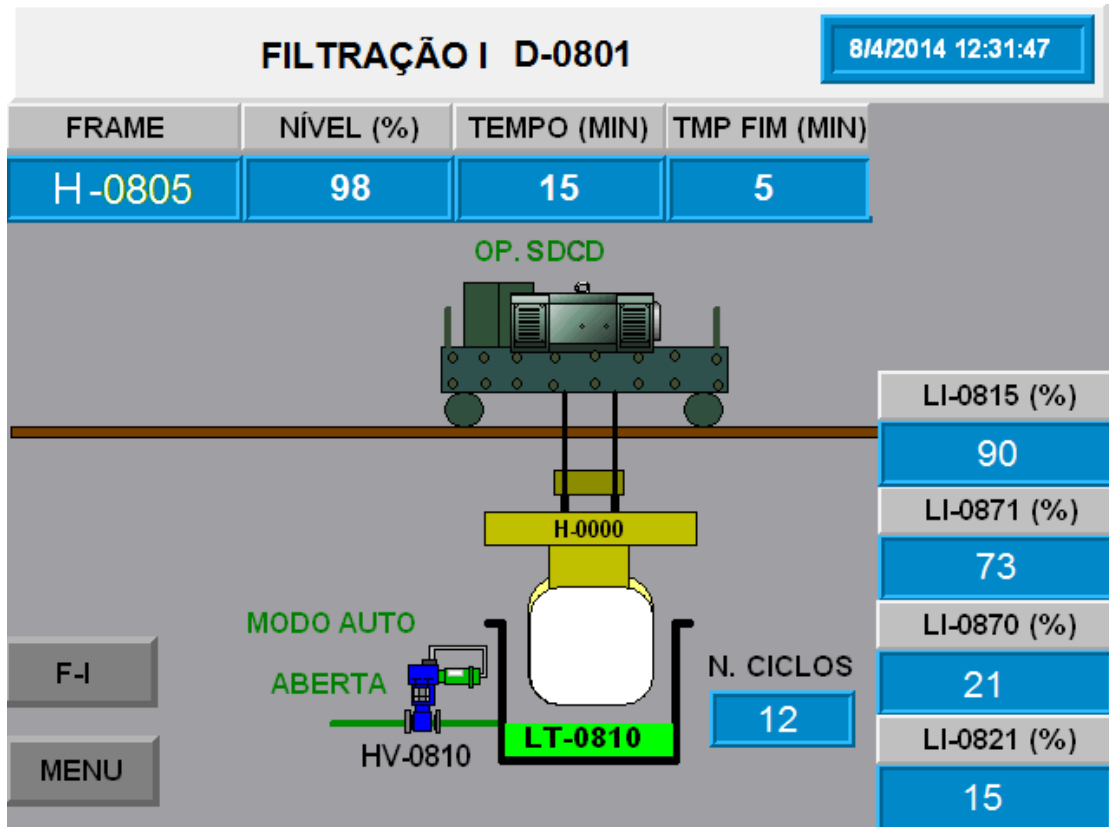 FILTRAÇÃO I D-0801
8/4/2014 12:31:47
FRAME NÍVEL (%) TEMPO (MIN) TMP FIM (MIN)
H-0805 98 15 5
OP. SDCD
LI-0815 (%)
90
LI-0871 (%)
73
LI-0870 (%)
21
LI-0821 (%)
15
H-0000
MODO AUTO
ABERTA
HV-0810
LT-0810
N. CICLOS
12
F-I
MENU